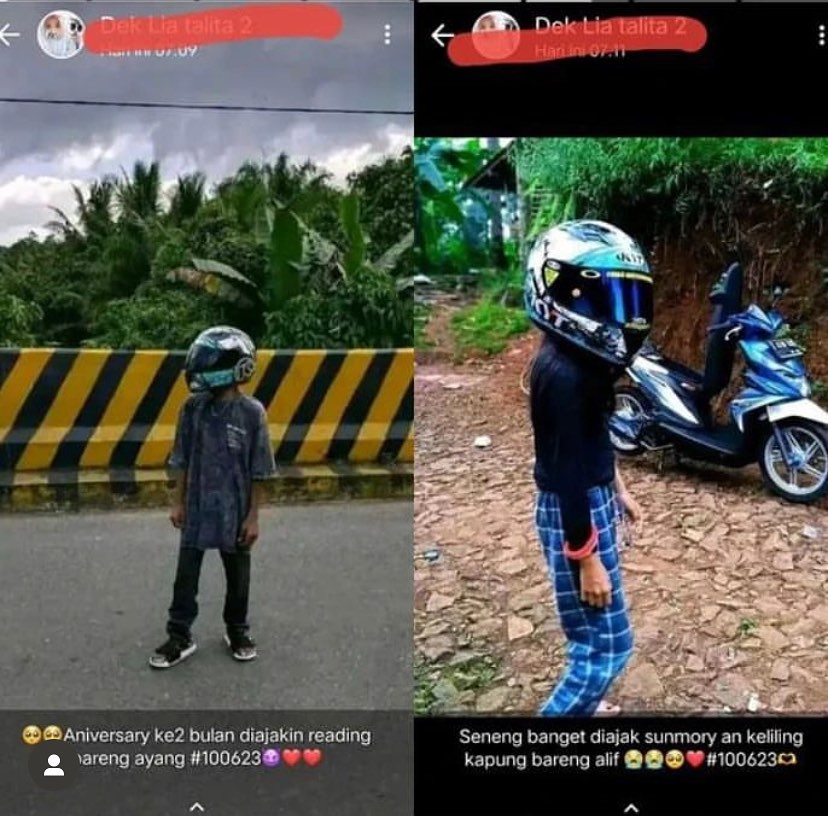 Dek Lia talita 2
Hari ini 07.09
Aniversary ke2 bulan diajakin reading
bareng ayang #100623
Dek Lia talita 2
Hari ini 07.11
Seneng banget diajak sunmory an keliling
kapung bareng alif #100623